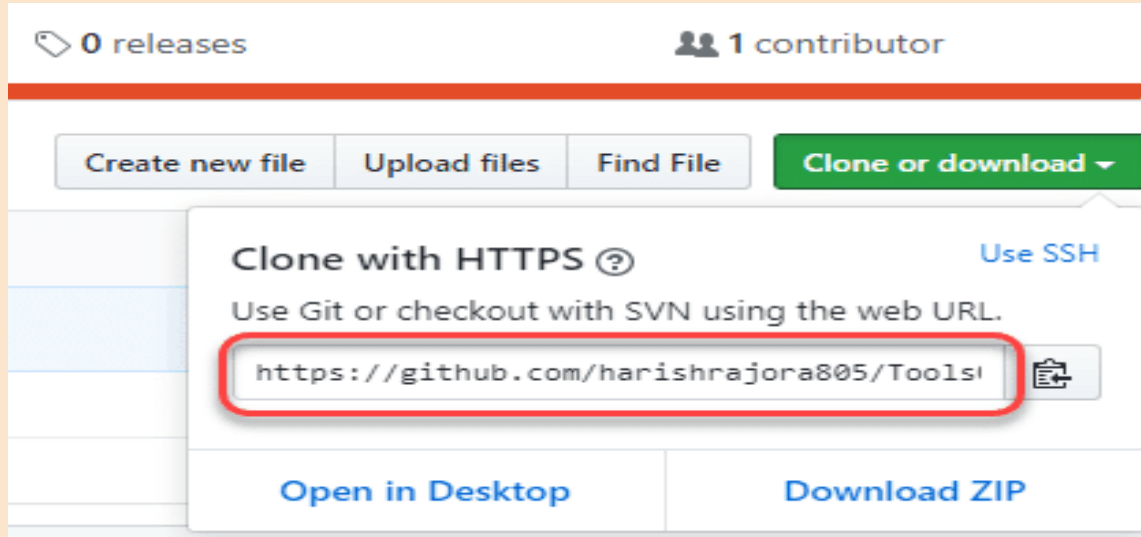 0 releases
1 contributor
Create new file
Upload files
Find File
Clone or download
Clone with HTTPS
Use SSH
Use Git or checkout with SVN using the web URL.
https://github.com/harishrajora805/Tools
Open in Desktop
Download ZIP